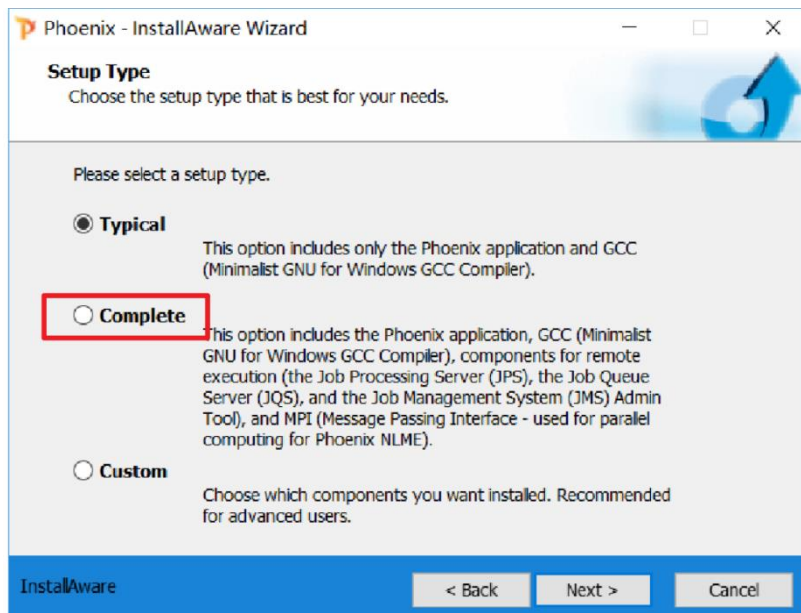 Phoenix - InstallAware Wizard
Setup Type
Choose the setup type that is best for your needs.
Please select a setup type.
Typical
This option includes only the Phoenix application and GCC
(Minimalist GNU for Windows GCC Compiler).
Complete
This option includes the Phoenix application, GCC (Minimalist
GNU for Windows GCC Compiler), components for remote
execution (the Job Processing Server (JPS), the Job Queue
Server (JQS), and the Job Management System (JMS) Admin
Tool), and MPI (Message Passing Interface - used for parallel
computing for Phoenix NLME).
Custom
Choose which components you want installed. Recommended
for advanced users.
InstallAware
< Back
Next >
Cancel